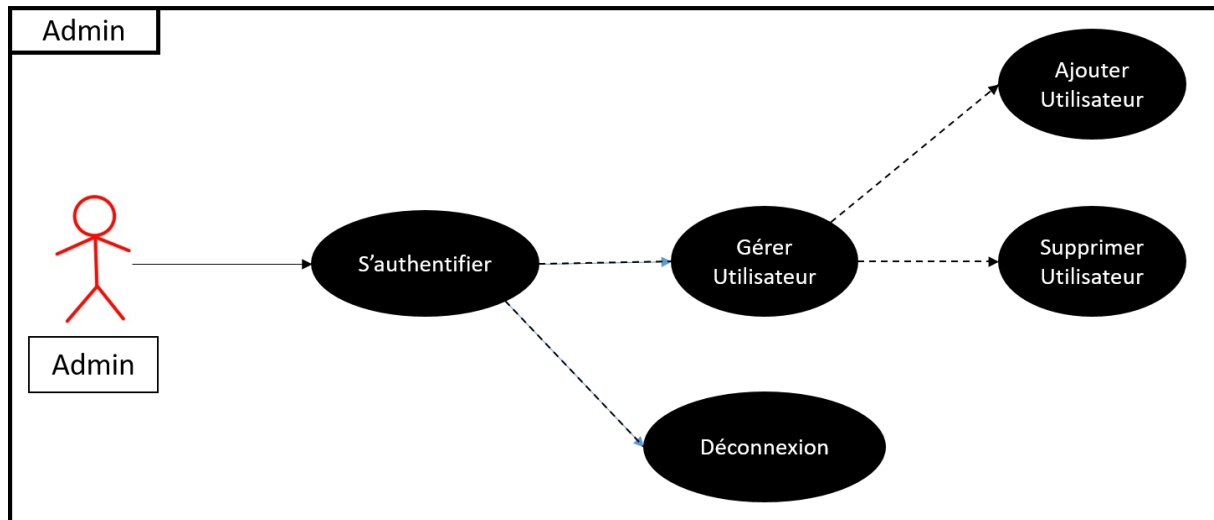 Admin
Ajouter
Utilisateur
S’authentifier
Gérer
Utilisateur
Supprimer
Utilisateur
Admin
Déconnexion